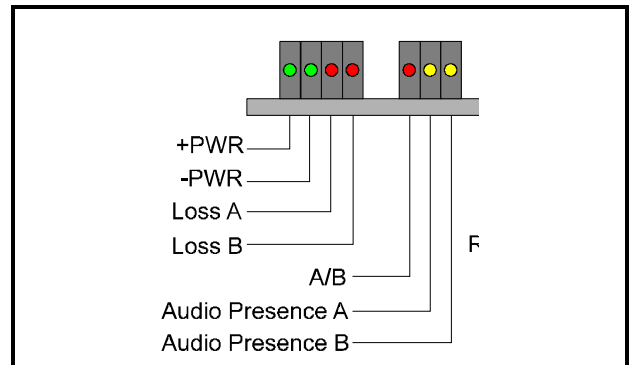 +PWR
-PWR
Loss A
Loss B
A/B
Audio Presence A
Audio Presence B